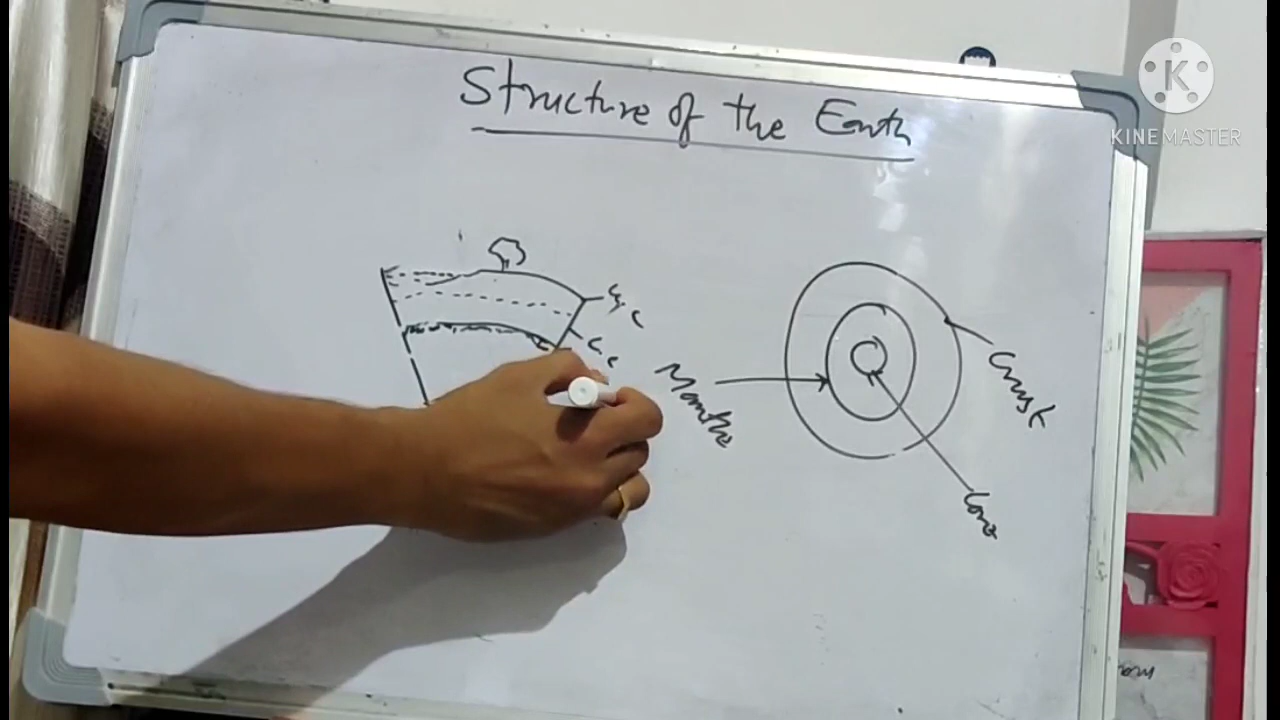 Structure of the Earth
U.C
L.C
Mantle
Crust
Core
K
KINEMASTER